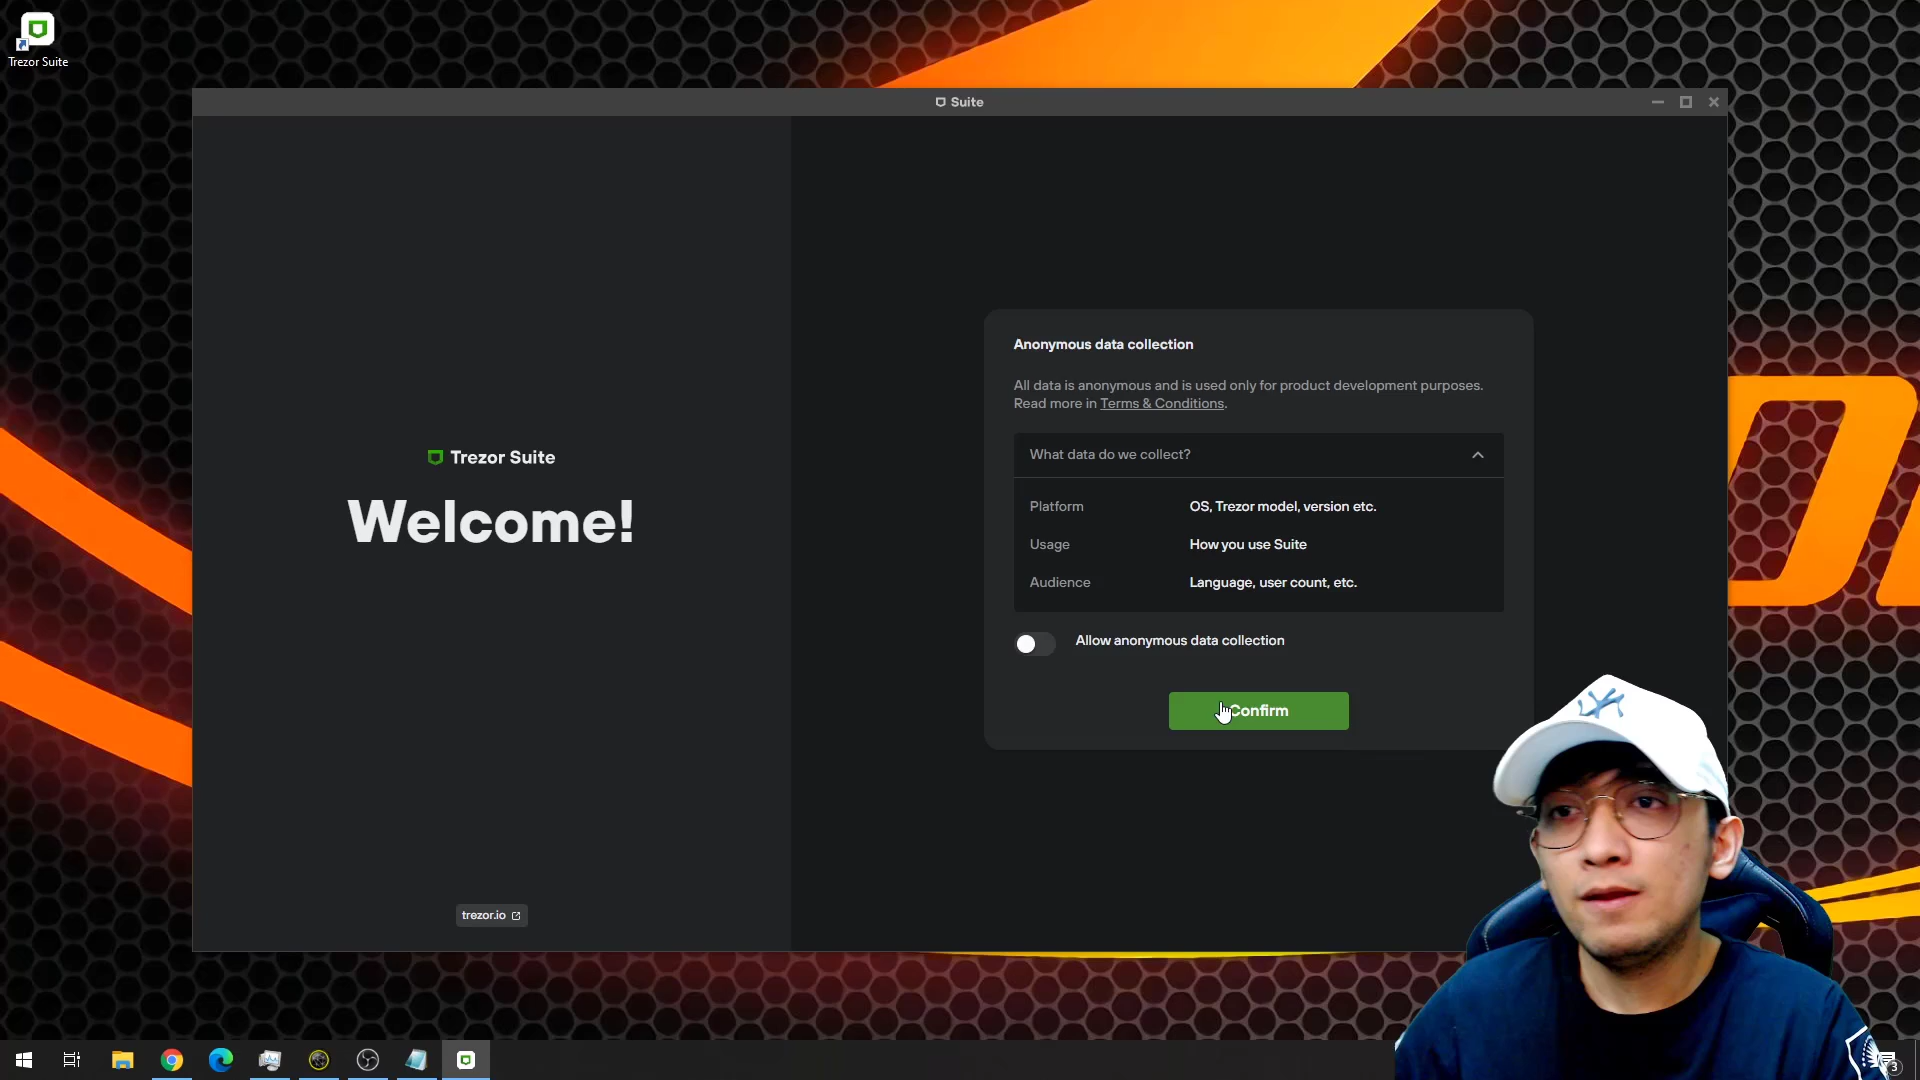 Trezor Suite
Suite
Trezor Suite
Welcome!
trezor.io
Anonymous data collection
All data is anonymous and is used only for product development purposes.
Read more in Terms & Conditions.
What data do we collect?
Platform OS, Trezor model, version etc.
Usage How you use Suite
Audience Language, user count, etc.
Allow anonymous data collection
Confirm
3